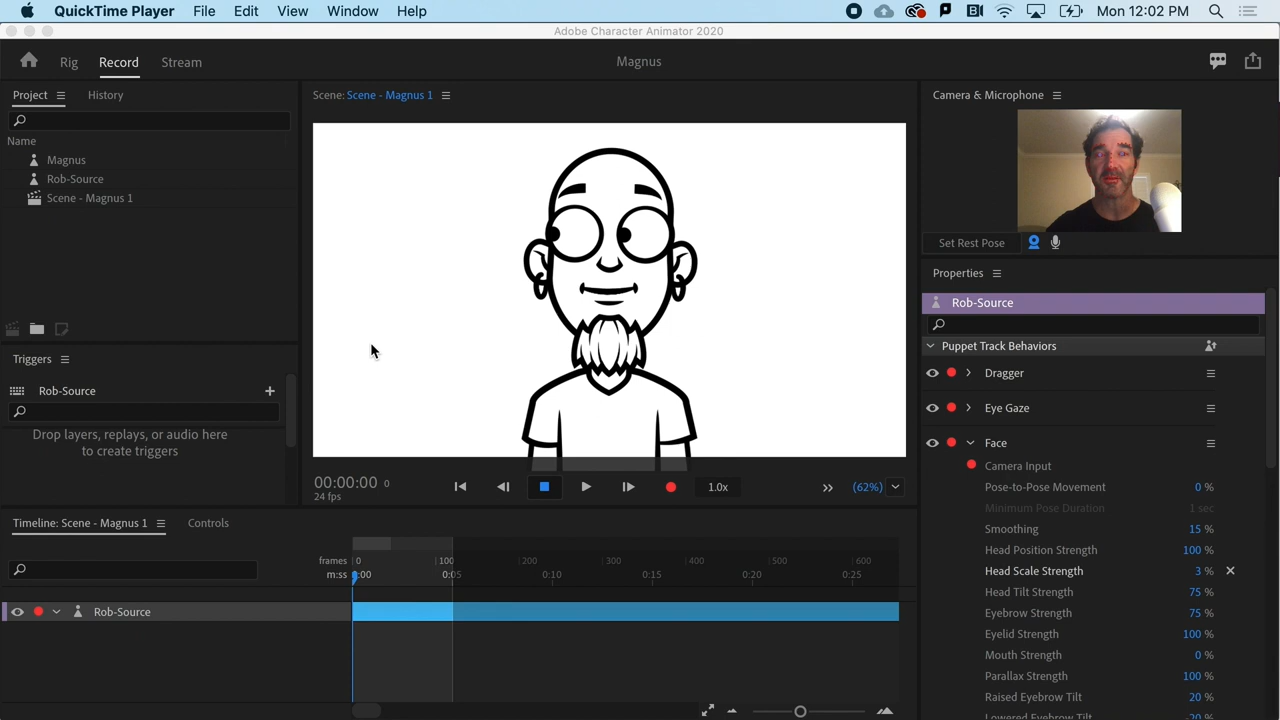 QuickTime Player File Edit View Window Help Mon 12:02 PM
Adobe Character Animator 2020
Rig Record Stream Magnus
Project History
Name
Magnus
Rob-Source
Scene - Magnus 1
Triggers
Rob-Source
Drop layers, replays, or audio here
to create triggers
Scene: Scene - Magnus 1
00:00:00 0
24 fps
1.0x
(62%)
Camera & Microphone
Set Rest Pose
Properties
Rob-Source
Puppet Track Behaviors
Dragger
Eye Gaze
Face
Camera Input
Pose-to-Pose Movement 0 %
Minimum Pose Duration 1 sec
Smoothing 15 %
Head Position Strength 100 %
Head Scale Strength 3 %
Head Tilt Strength 75 %
Eyebrow Strength 75 %
Eyelid Strength 100 %
Mouth Strength 0 %
Parallax Strength 100 %
Raised Eyebrow Tilt 20 %
Lowered Eyebrow Tilt -20 %
Timeline: Scene - Magnus 1 Controls
frames 0 100 200 300 400 500 600
m:ss 0:00 0:05 0:10 0:15 0:20 0:25
Rob-Source